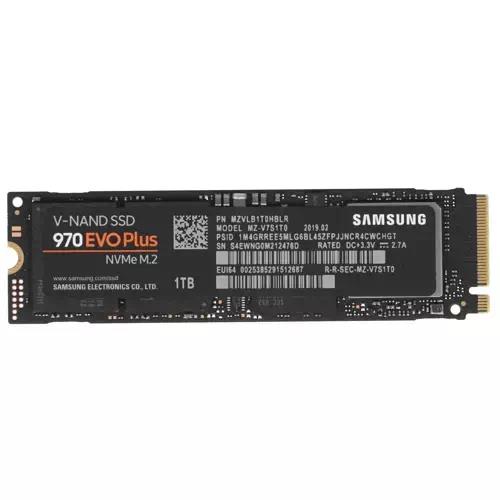 V-NAND SSD
970 EVO Plus
NVMe M.2
www.samsung.com/ssd
SAMSUNG ELECTRONICS CO., LTD.
1TB
PN MZVLB1T0HBLR
MODEL MZ-V7S1T0 2019.02
PSID 1M4GRREE5MLG6BL45ZFPJJNCR4CWCHGT
S/N S4EWNG0M212476D RATED DC+3.3V ⎓ 2.7A
EUI64 0025385291512687 R-R-SEC-MZ-V7S1T0
SAMSUNG